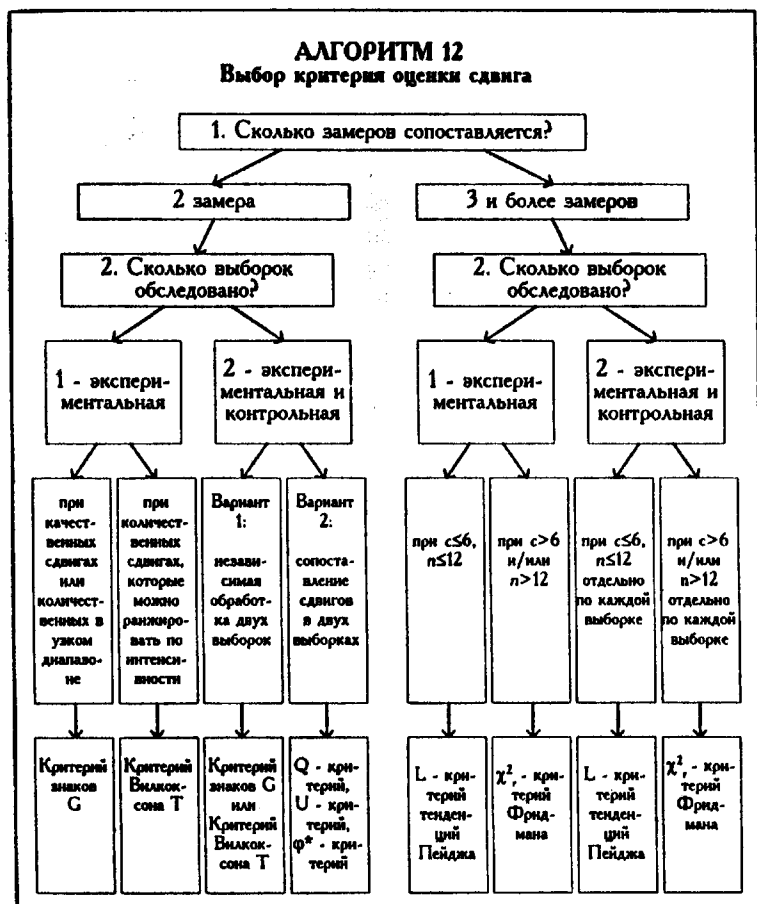 АЛГОРИТМ 12
Выбор критерия оценки сдвига
1. Сколько замеров сопоставляется?
2 замера
3 и более замеров
2. Сколько выборок
обследовано?
2. Сколько выборок
обследовано?
1 - экспери-
ментальная
2 - экспери-
ментальная и
контрольная
1 - экспери-
ментальная
2 - экспери-
ментальная и
контрольная
при
качест-
венных
сдвигах
или
количест-
венных в
узком
диапазо-
не
при
количест-
венных
сдвигах,
которые
можно
ранжиро-
вать по
интенси-
вности
Вариант
1:
незави-
симая
обработ-
ка двух
выборок
Вариант
2:
сопоста-
вление
сдвигов
в двух
выборках
при c≤6,
n≤12
при c>6
и/или
n>12
при c≤6,
n≤12
отдельно
по каждой
выборке
при c>6
и/или
n>12
отдельно
по каждой
выборке
Критерий
знаков
G
Критерий
Вилкок-
сона T
Критерий
знаков G
или
Критерий
Вилкок-
сона T
Q - кри-
терий,
U - кри-
терий,
φ* - кри-
терий
L - кри-
терий
тенден-
ций
Пейджа
χ²r - кри-
терий
Фрид-
мана
L - кри-
терий
тенден-
ций
Пейджа
χ²r - кри-
терий
Фрид-
мана